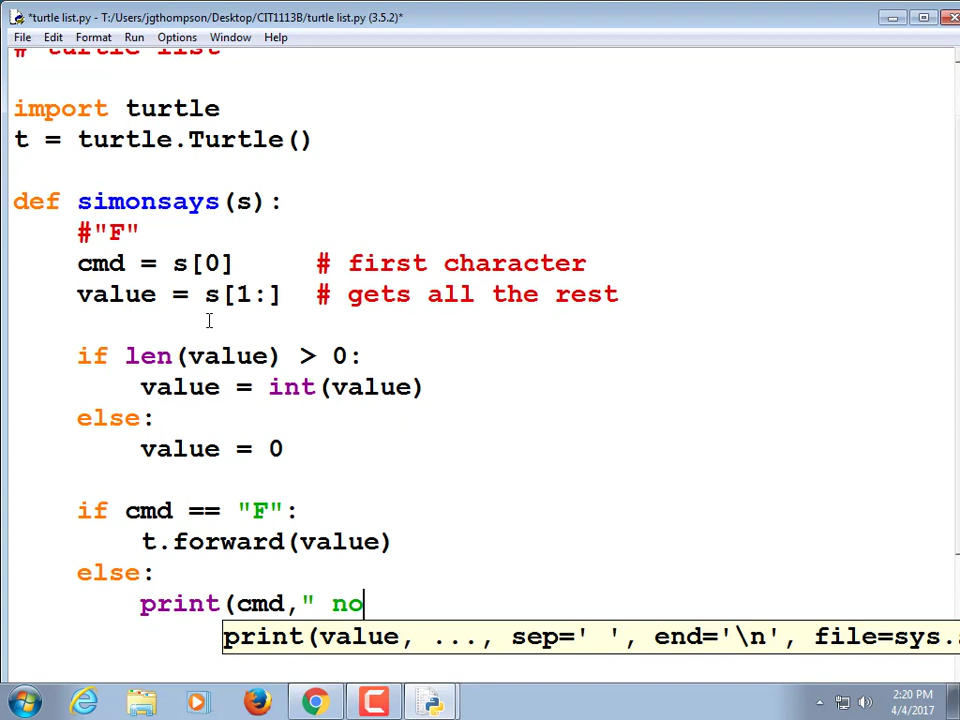 *turtle list.py - T:/Users/jgthompson/Desktop/CIT1113B/turtle list.py (3.5.2)*
File Edit Format Run Options Window Help
# turtle list
import turtle
t = turtle.Turtle()
def simonsays(s):
#"F"
cmd = s[0] # first character
value = s[1:] # gets all the rest
if len(value) > 0:
value = int(value)
else:
value = 0
if cmd == "F":
t.forward(value)
else:
print(cmd," no
print(value, ..., sep=' ', end='\n', file=sys.s
2:20 PM
4/4/2017